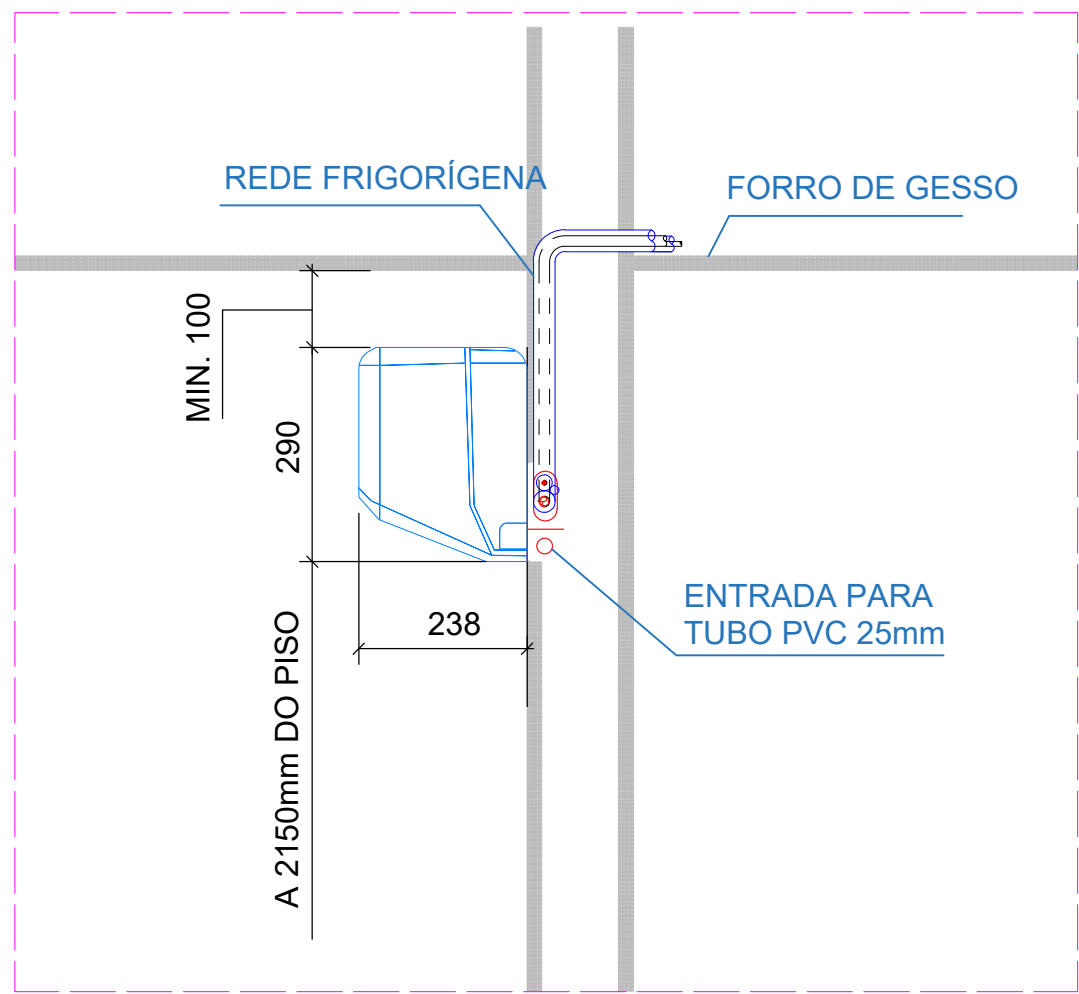 REDE FRIGORÍGENA
FORRO DE GESSO
MIN. 100
290
238
A 2150mm DO PISO
ENTRADA PARA
TUBO PVC 25mm